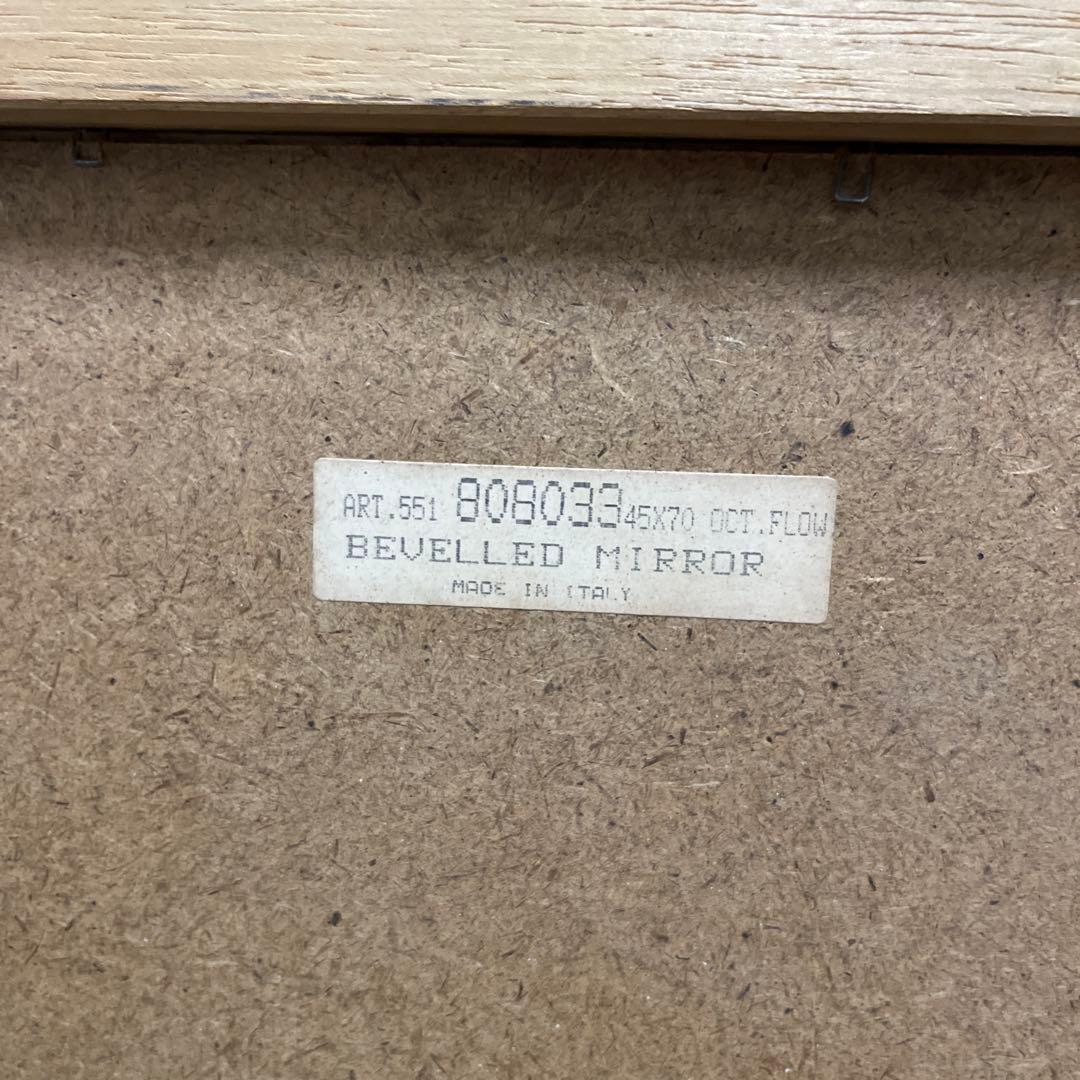 ART.551 808033 45X70 OCT.FLOW
BEVELLED MIRROR
MADE IN ITALY